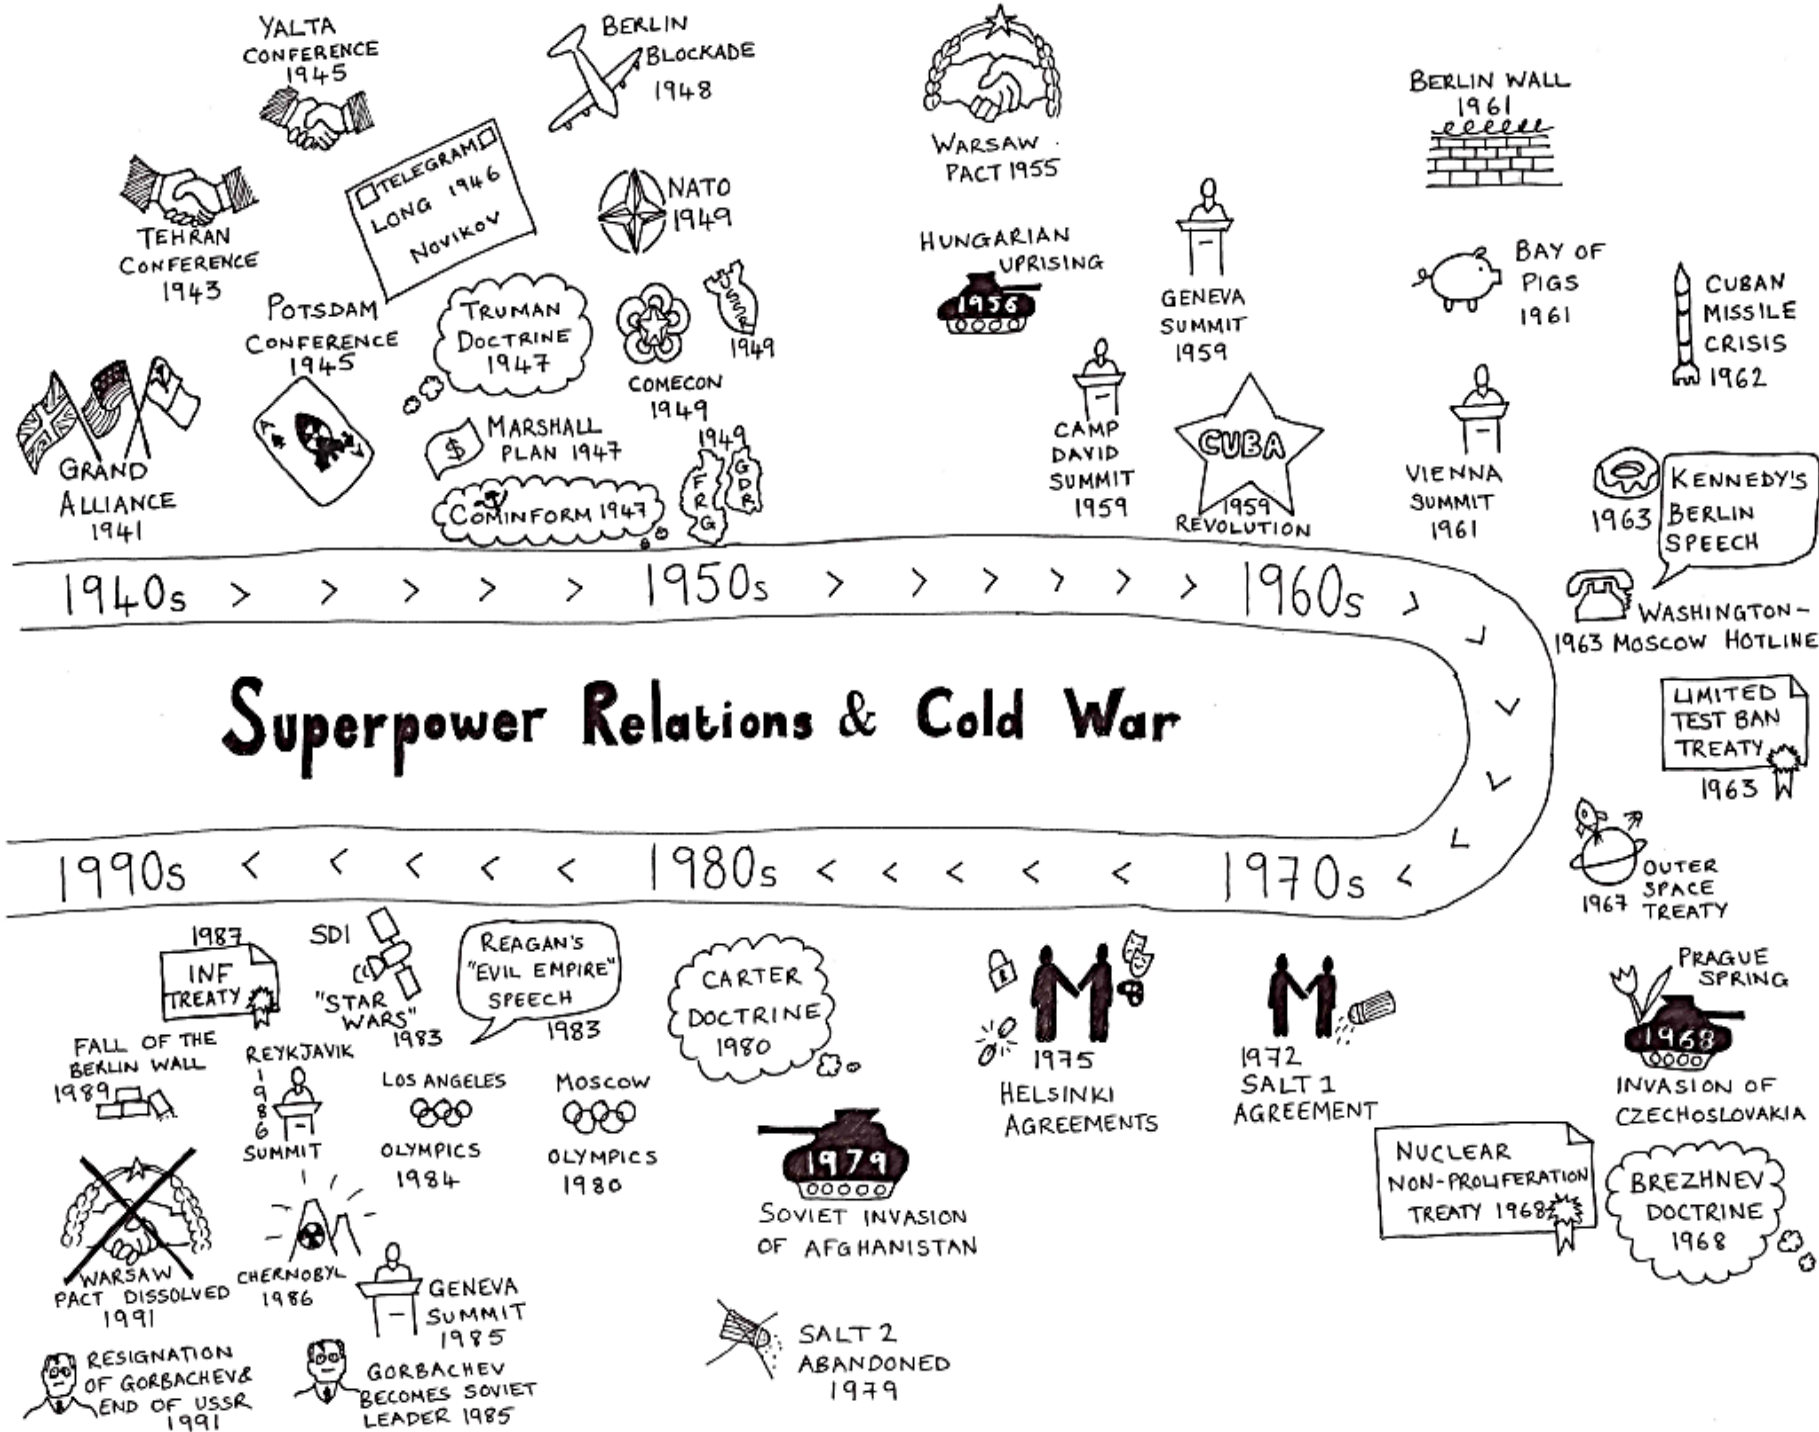 YALTA
CONFERENCE
1945
BERLIN
BLOCKADE
1948
WARSAW
PACT 1955
BERLIN WALL
1961
TEHRAN
CONFERENCE
1943
TELEGRAM
LONG 1946
NOVIKOV
NATO
1949
HUNGARIAN
UPRISING
1956
GENEVA
SUMMIT
1959
BAY OF
PIGS
1961
CUBAN
MISSILE
CRISIS
1962
POTSDAM
CONFERENCE
1945
A
A
TRUMAN
DOCTRINE
1947
COMECON
1949
1949
GRAND
ALLIANCE
1941
$
MARSHALL
PLAN 1947
COMINFORM 1947
1949
FRG
GDR
CAMP
DAVID
SUMMIT
1959
CUBA
1959
REVOLUTION
VIENNA
SUMMIT
1961
1963
KENNEDY'S
BERLIN
SPEECH
1940s > > > > > 1950s > > > > > > 1960s >
WASHINGTON-
1963 MOSCOW HOTLINE
Superpower Relations & Cold War
LIMITED
TEST BAN
TREATY
1963
OUTER
SPACE
TREATY
1967
1990s < < < < < 1980s < < < < < 1970s <
1987
INF
TREATY
SDI
"STAR
WARS"
1983
REAGAN'S
"EVIL EMPIRE"
SPEECH
1983
CARTER
DOCTRINE
1980
1975
HELSINKI
AGREEMENTS
1972
SALT 1
AGREEMENT
PRAGUE
SPRING
1968
INVASION OF
CZECHOSLOVAKIA
FALL OF THE
BERLIN WALL
1989
REYKJAVIK
1986
SUMMIT
LOS ANGELES
OLYMPICS
1984
MOSCOW
OLYMPICS
1980
1979
SOVIET INVASION
OF AFGHANISTAN
NUCLEAR
NON-PROLIFERATION
TREATY 1968
BREZHNEV
DOCTRINE
1968
WARSAW
PACT DISSOLVED
1991
CHERNOBYL
1986
GENEVA
SUMMIT
1985
SALT 2
ABANDONED
1979
RESIGNATION
OF GORBACHEV&
END OF USSR
1991
GORBACHEV
BECOMES SOVIET
LEADER 1985